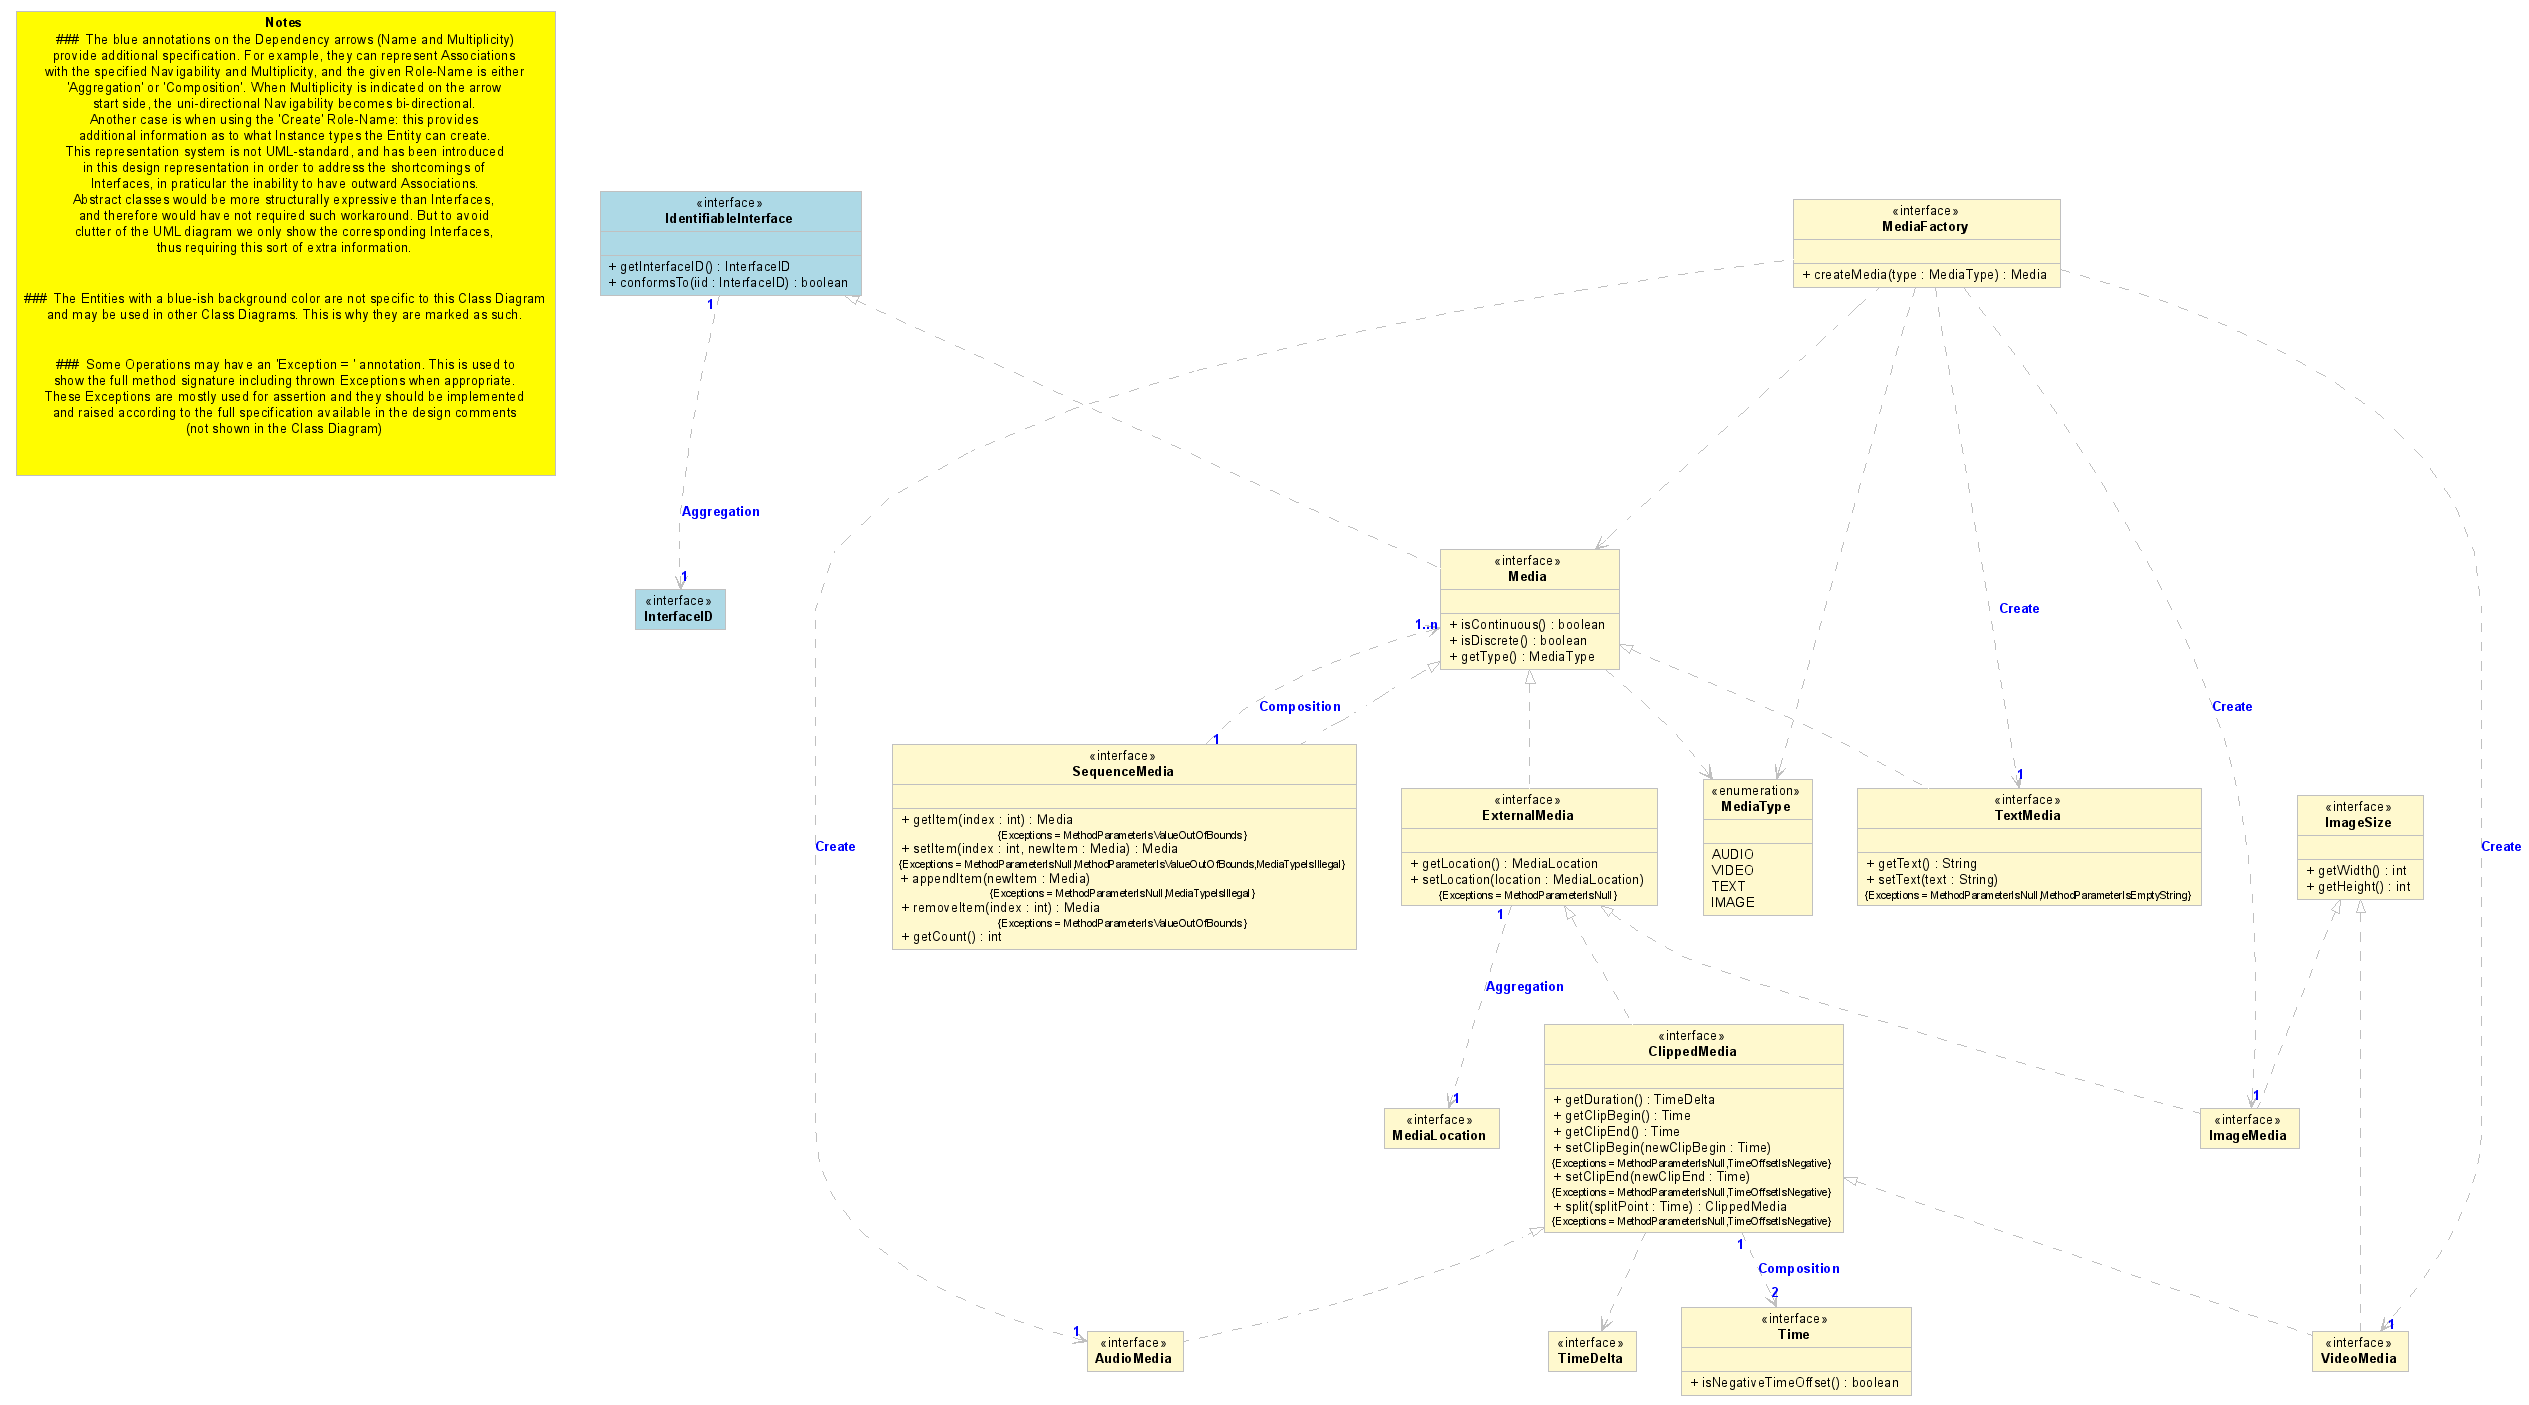 Notes
### The blue annotations on the Dependency arrows (Name and Multiplicity)
provide additional specification. For example, they can represent Associations
with the specified Navigability and Multiplicity, and the given Role-Name is either
'Aggregation' or 'Composition'. When Multiplicity is indicated on the arrow
start side, the uni-directional Navigability becomes bi-directional.
Another case is when using the 'Create' Role-Name: this provides
additional information as to what Instance types the Entity can create.
This representation system is not UML-standard, and has been introduced
in this design representation in order to address the shortcomings of
Interfaces, in praticular the inability to have outward Associations.
Abstract classes would be more structurally expressive than Interfaces,
and therefore would have not required such workaround. But to avoid
clutter of the UML diagram we only show the corresponding Interfaces,
thus requiring this sort of extra information.
### The Entities with a blue-ish background color are not specific to this Class Diagram
and may be used in other Class Diagrams. This is why they are marked as such.
### Some Operations may have an 'Exception = ' annotation. This is used to
show the full method signature including thrown Exceptions when appropriate.
These Exceptions are mostly used for assertion and they should be implemented
and raised according to the full specification available in the design comments
(not shown in the Class Diagram)
«interface»
IdentifiableInterface
+ getInterfaceID() : InterfaceID
+ conformsTo(iid : InterfaceID) : boolean
1
Aggregation
1
«interface»
InterfaceID
«interface»
MediaFactory
+ createMedia(type : MediaType) : Media
«interface»
Media
+ isContinuous() : boolean
+ isDiscrete() : boolean
+ getType() : MediaType
1..n
Composition
1
Create
Create
Create
Create
«interface»
SequenceMedia
+ getItem(index : int) : Media
{Exceptions = MethodParameterIsValueOutOfBounds}
+ setItem(index : int, newItem : Media) : Media
{Exceptions = MethodParameterIsNull,MethodParameterIsValueOutOfBounds,MediaTypeIsIllegal}
+ appendItem(newItem : Media)
{Exceptions = MethodParameterIsNull,MediaTypeIsIllegal}
+ removeItem(index : int) : Media
{Exceptions = MethodParameterIsValueOutOfBounds}
+ getCount() : int
«interface»
ExternalMedia
+ getLocation() : MediaLocation
+ setLocation(location : MediaLocation)
{Exceptions = MethodParameterIsNull}
«enumeration»
MediaType
AUDIO
VIDEO
TEXT
IMAGE
1
«interface»
TextMedia
+ getText() : String
+ setText(text : String)
{Exceptions = MethodParameterIsNull,MethodParameterIsEmptyString}
«interface»
ImageSize
+ getWidth() : int
+ getHeight() : int
1
Aggregation
1
«interface»
MediaLocation
«interface»
ClippedMedia
+ getDuration() : TimeDelta
+ getClipBegin() : Time
+ getClipEnd() : Time
+ setClipBegin(newClipBegin : Time)
{Exceptions = MethodParameterIsNull,TimeOffsetIsNegative}
+ setClipEnd(newClipEnd : Time)
{Exceptions = MethodParameterIsNull,TimeOffsetIsNegative}
+ split(splitPoint : Time) : ClippedMedia
{Exceptions = MethodParameterIsNull,TimeOffsetIsNegative}
1
«interface»
ImageMedia
1
Composition
2
1
«interface»
AudioMedia
«interface»
TimeDelta
«interface»
Time
+ isNegativeTimeOffset() : boolean
1
«interface»
VideoMedia